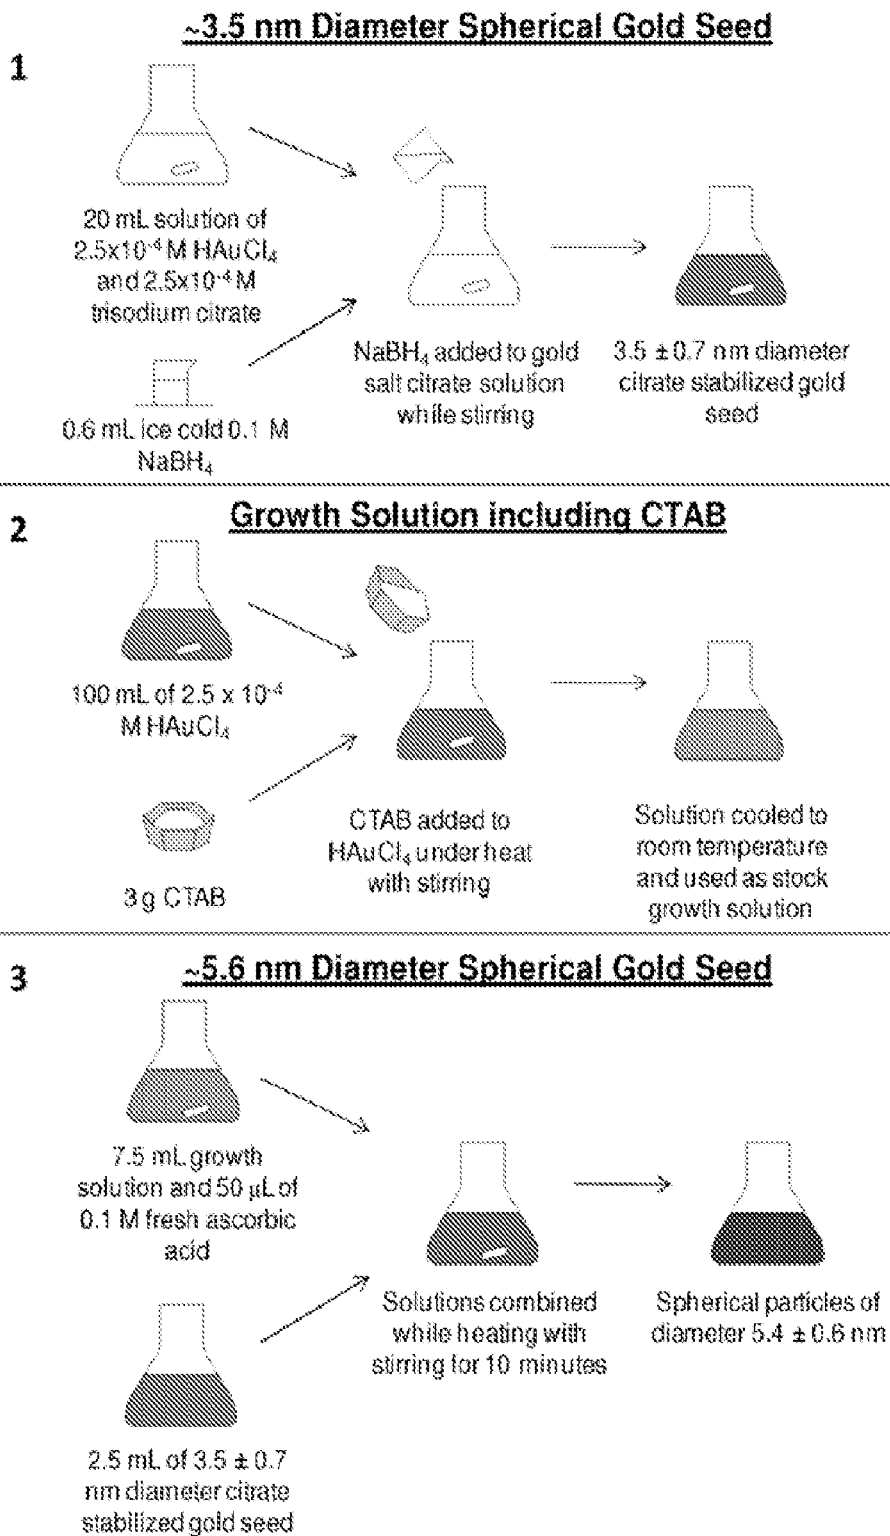 ~3.5 nm Diameter Spherical Gold Seed
1
20 mL solution of
2.5x10⁻⁴ M HAuCl₄
and 2.5x10⁻⁴ M
trisodium citrate
0.6 mL ice cold 0.1 M
NaBH₄
NaBH₄ added to gold
salt citrate solution
while stirring
3.5 ± 0.7 nm diameter
citrate stabilized gold
seed
Growth Solution including CTAB
2
100 mL of 2.5 x 10⁻⁴
M HAuCl₄
3 g CTAB
CTAB added to
HAuCl₄ under heat
with stirring
Solution cooled to
room temperature
and used as stock
growth solution
~5.6 nm Diameter Spherical Gold Seed
3
7.5 mL growth
solution and 50 µL of
0.1 M fresh ascorbic
acid
2.5 mL of 3.5 ± 0.7
nm diameter citrate
stabilized gold seed
Solutions combined
while heating with
stirring for 10 minutes
Spherical particles of
diameter 5.4 ± 0.6 nm